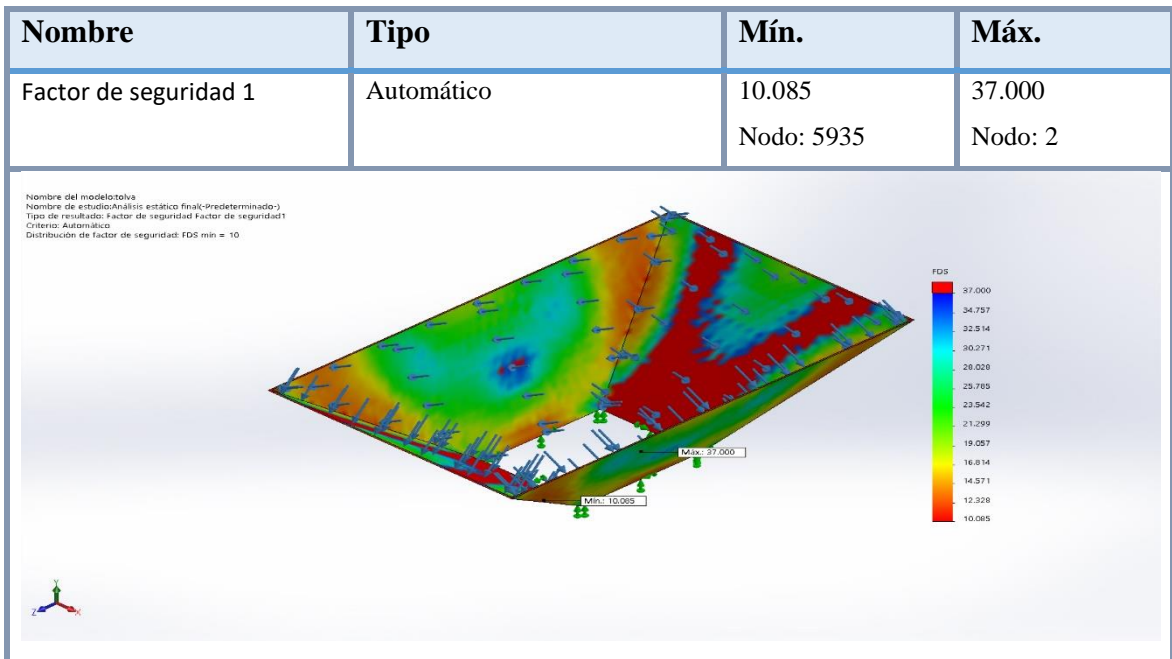 Nombre Tipo Mín. Máx.
Factor de seguridad 1 Automático 10.085 37.000
Nodo: 5935 Nodo: 2
Nombre del modelo:tolva
Nombre de estudio:Análisis estático final(-Predeterminado-)
Tipo de resultado: Factor de seguridad Factor de seguridad1
Criterio: Automático
Distribución de factor de seguridad: FDS mín = 10
FDS
37.000
34.757
32.514
30.271
28.028
25.785
23.542
21.299
19.057
16.814
14.571
12.328
10.085
Máx.: 37.000
Mín.: 10.085
Y
Z X